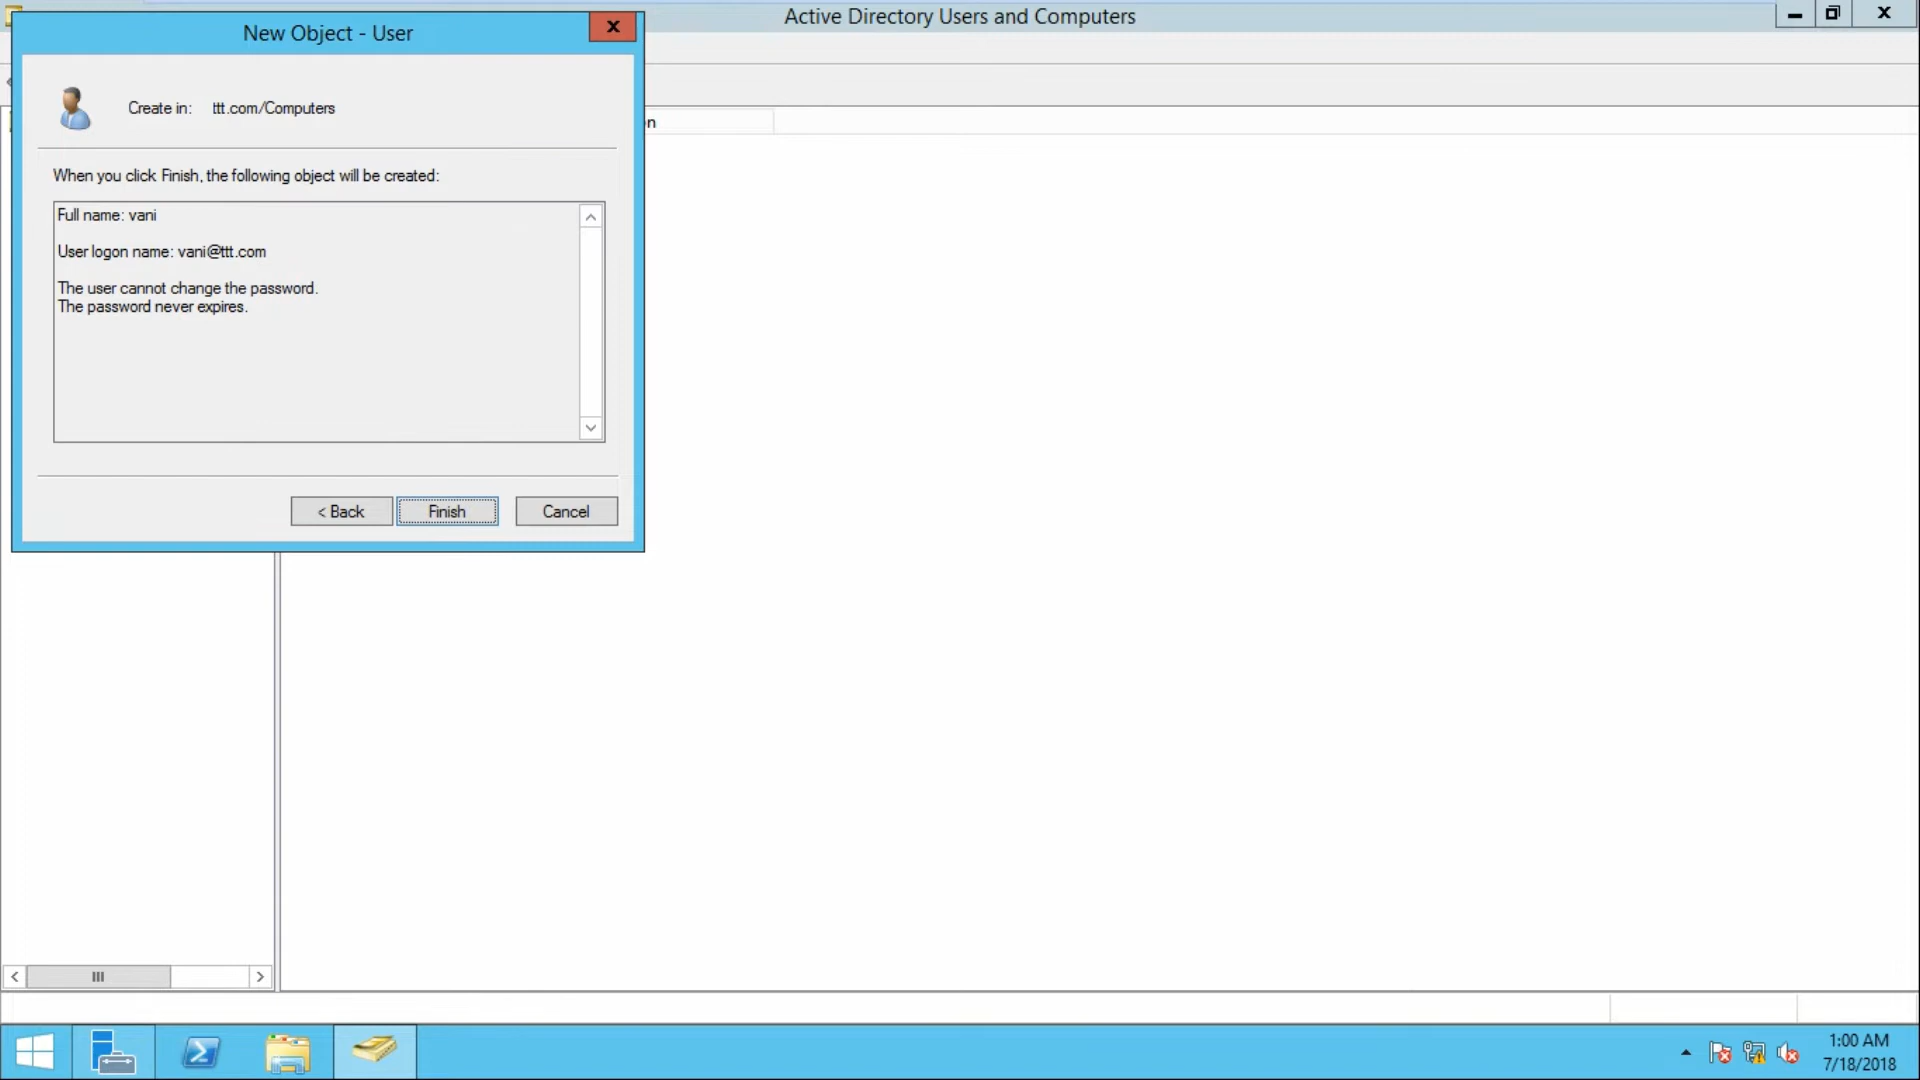 Active Directory Users and Computers
New Object - User
Create in: ttt.com/Computers
When you click Finish, the following object will be created:
Full name: vani
User logon name: vani@ttt.com
The user cannot change the password.
The password never expires.
< Back
Finish
Cancel
1:00 AM
7/18/2018